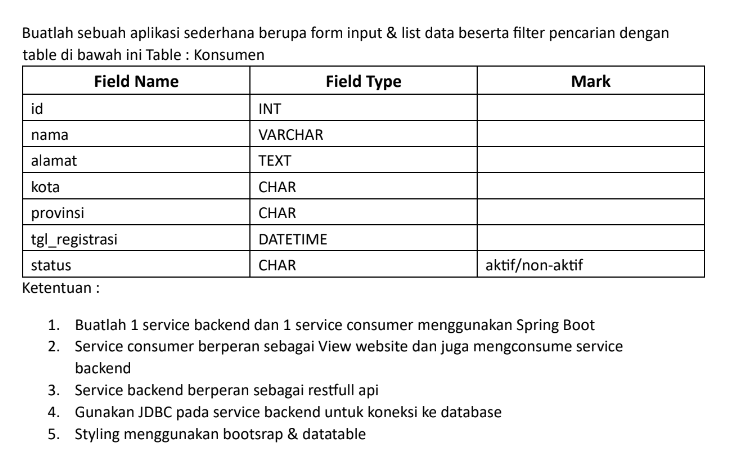 Buatlah sebuah aplikasi sederhana berupa form input & list data beserta filter pencarian dengan
table di bawah ini Table : Konsumen
Field Name Field Type Mark
id INT
nama VARCHAR
alamat TEXT
kota CHAR
provinsi CHAR
tgl_registrasi DATETIME
status CHAR aktif/non-aktif
Ketentuan :
1. Buatlah 1 service backend dan 1 service consumer menggunakan Spring Boot
2. Service consumer berperan sebagai View website dan juga mengconsume service
backend
3. Service backend berperan sebagai restfull api
4. Gunakan JDBC pada service backend untuk koneksi ke database
5. Styling menggunakan bootsrap & datatable